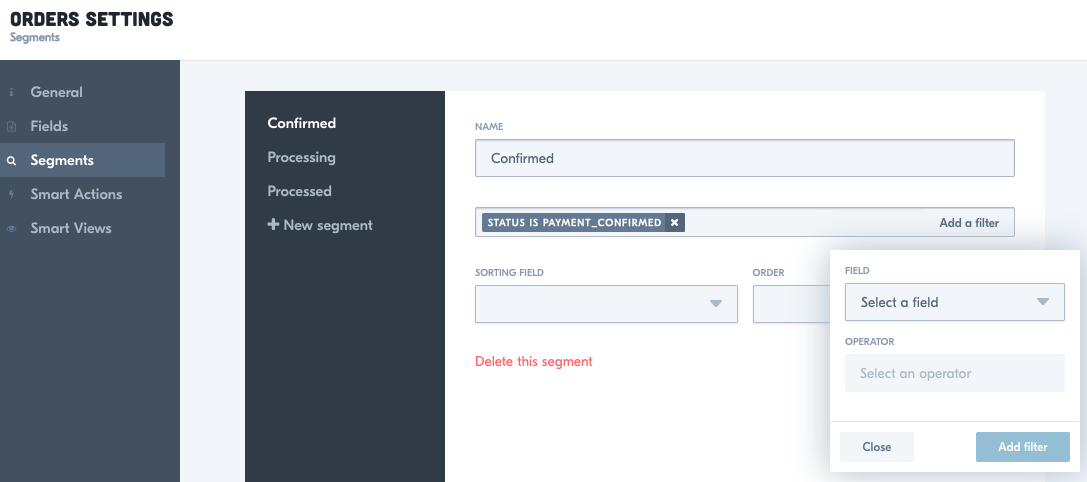 ORDERS SETTINGS
Segments
General
Fields
Segments
Smart Actions
Smart Views
Confirmed
Processing
Processed
+ New segment
NAME
Confirmed
STATUS IS PAYMENT_CONFIRMED ×
Add a filter
SORTING FIELD
ORDER
Delete this segment
FIELD
Select a field
OPERATOR
Select an operator
Close
Add filter